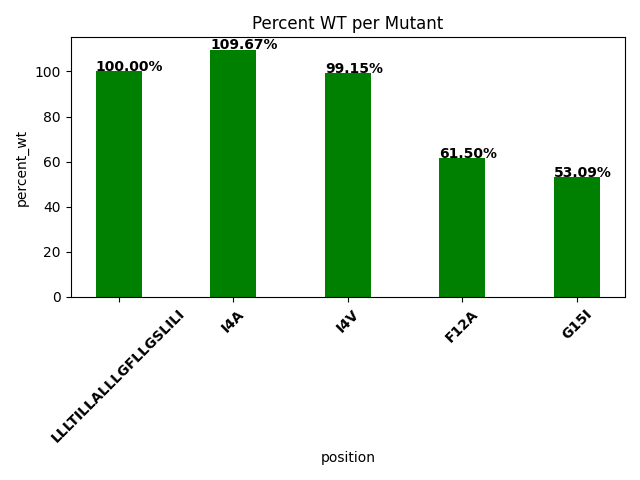 Percent WT per Mutant
percent_wt
100
80
60
40
20
0
100.00%
109.67%
99.15%
61.50%
53.09%
LLLTILLALLLGFLLGSLILI
I4A
I4V
F12A
G15I
position